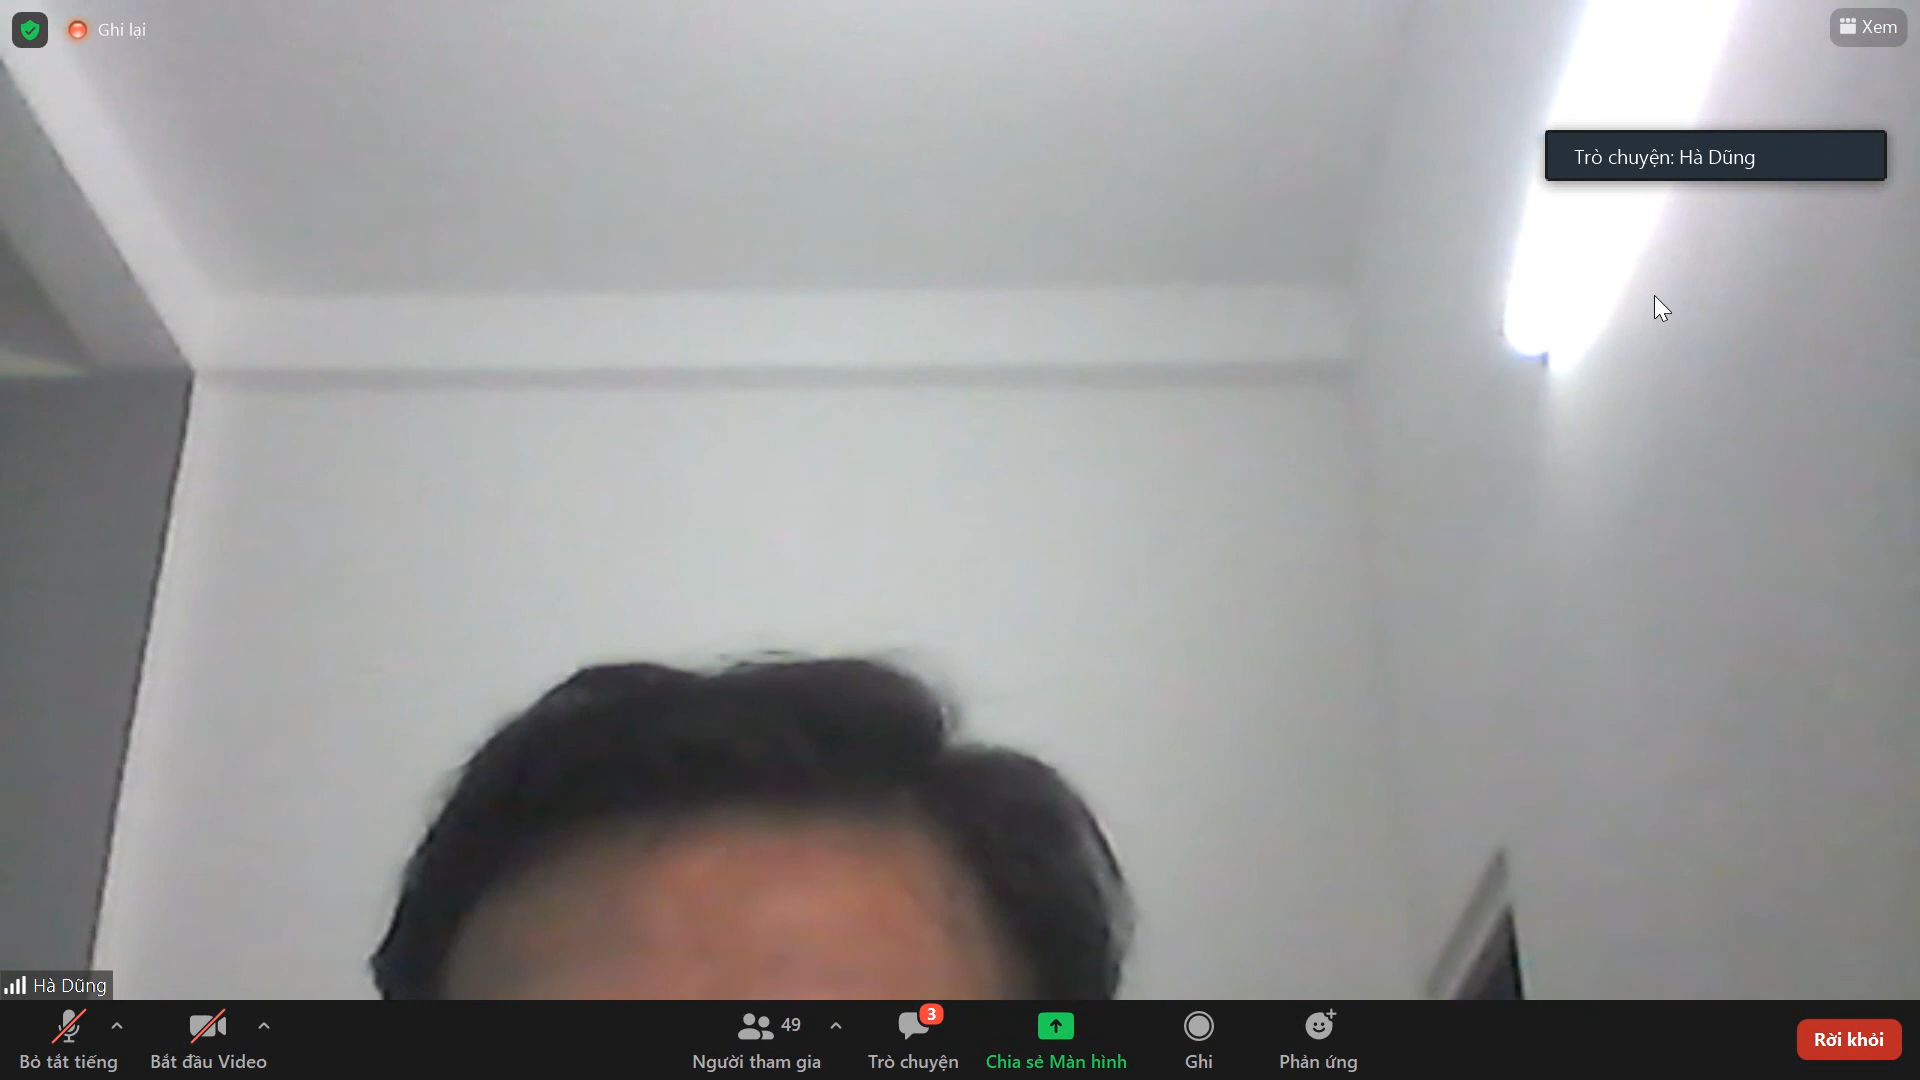 Ghi lại
Xem
Trò chuyện: Hà Dũng
Hà Dũng
49
3
Bỏ tắt tiếng
Bắt đầu Video
Người tham gia
Trò chuyện
Chia sẻ Màn hình
Ghi
Phản ứng
Rời khỏi